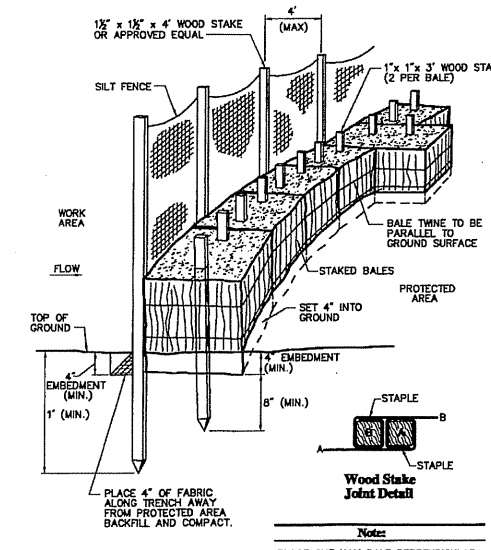 1½" x 1½" x 4' WOOD STAKE
OR APPROVED EQUAL
4'
(MAX)
1"x 1"x 3' WOOD STA
(2 PER BALE)
SILT FENCE
WORK
AREA
FLOW
BALE TWINE TO BE
PARALLEL TO
GROUND SURFACE
STAKED BALES
PROTECTED
AREA
SET 4" INTO
GROUND
TOP OF
GROUND
4"
EMBEDMENT
(MIN.)
1' (MIN.)
4"
EMBEDMENT
(MIN.)
8" (MIN.)
PLACE 4" OF FABRIC
ALONG TRENCH AWAY
FROM PROTECTED AREA
BACKFILL AND COMPACT.
STAPLE
B
B
A
A
STAPLE
Wood Stake
Joint Detail
Note: